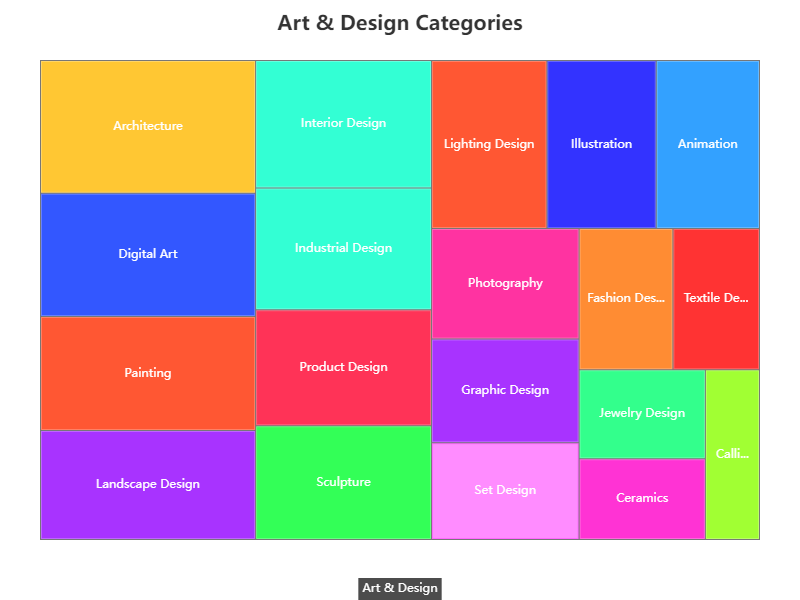 Art & Design Categories
Architecture
Digital Art
Painting
Landscape Design
Interior Design
Industrial Design
Product Design
Sculpture
Lighting Design
Illustration
Animation
Photography
Graphic Design
Set Design
Fashion Des...
Textile De...
Jewelry Design
Ceramics
Calli...
Art & Design